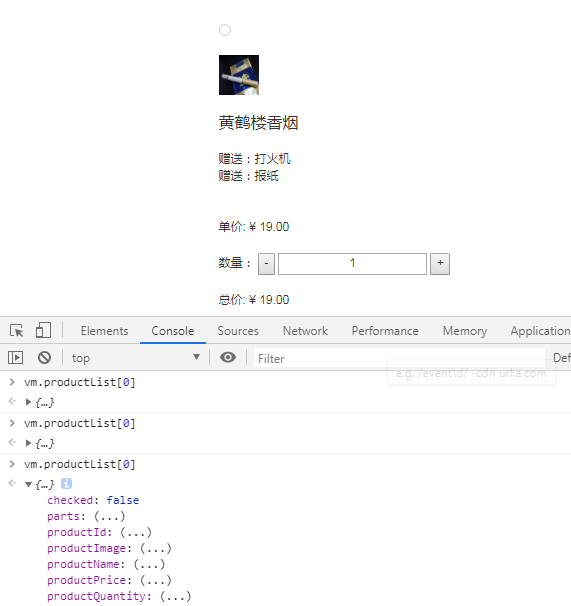 黄鹤楼香烟
赠送：打火机
赠送：报纸
单价: ¥ 19.00
数量： - 1 +
总价: ¥ 19.00
Elements Console Sources Network Performance Memory Application
top Filter Def
e.g. /event\d/ -cdn url:a.com
vm.productList[0]
{…}
vm.productList[0]
{…}
vm.productList[0]
{…} i
checked: false
parts: (...)
productId: (...)
productImage: (...)
productName: (...)
productPrice: (...)
productQuantity: (...)